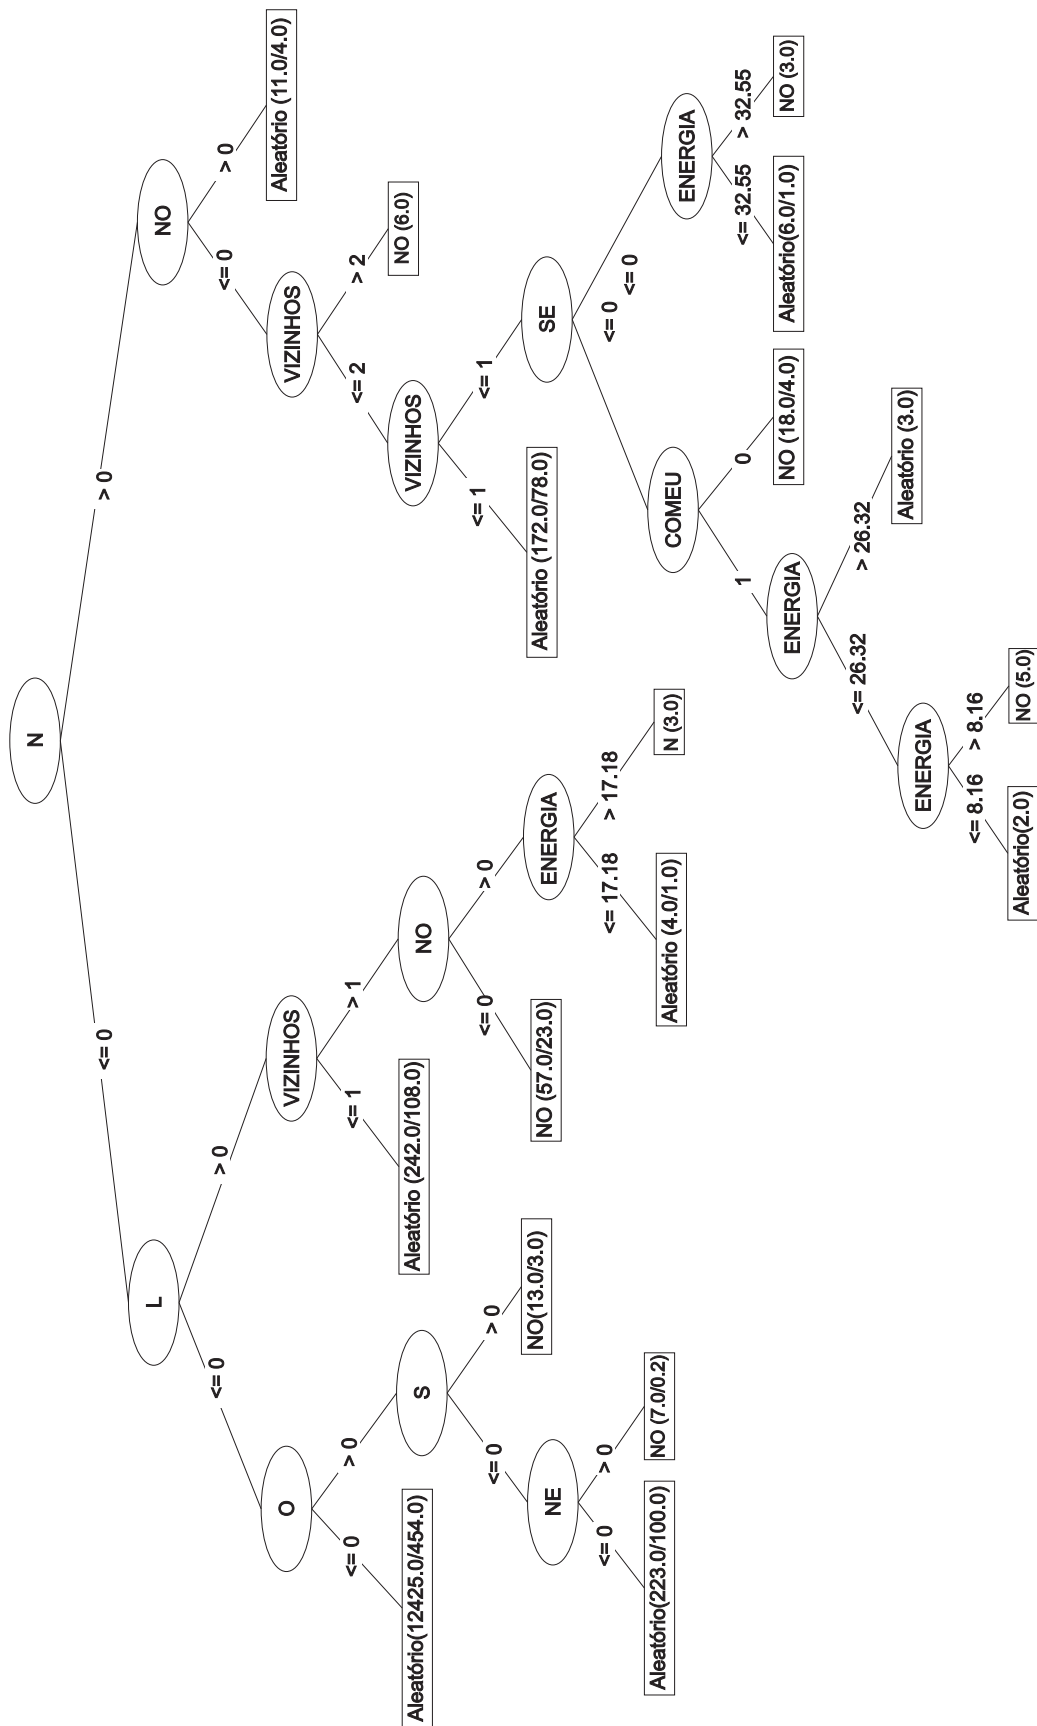 N
<= 0
> 0
L
NO
<= 0
> 0
<= 0
> 0
Aleatório (11.0/4.0)
O
VIZINHOS
VIZINHOS
<= 0
> 0
<= 1
> 1
<= 2
> 2
NO (6.0)
Aleatório(12425.0/454.0)
S
Aleatório (242.0/108.0)
NO
VIZINHOS
<= 0
> 0
<= 0
> 0
<= 1
<= 1
NE
NO(13.0/3.0)
NO (57.0/23.0)
ENERGIA
Aleatório (172.0/78.0)
SE
<= 0
> 0
<= 17.18
> 17.18
<= 0
<= 0
Aleatório(223.0/100.0)
NO (7.0/0.2)
Aleatório (4.0/1.0)
N (3.0)
COMEU
ENERGIA
1
0
<= 32.55
> 32.55
ENERGIA
NO (18.0/4.0)
Aleatório(6.0/1.0)
NO (3.0)
<= 26.32
> 26.32
ENERGIA
Aleatório (3.0)
<= 8.16
> 8.16
Aleatório(2.0)
NO (5.0)